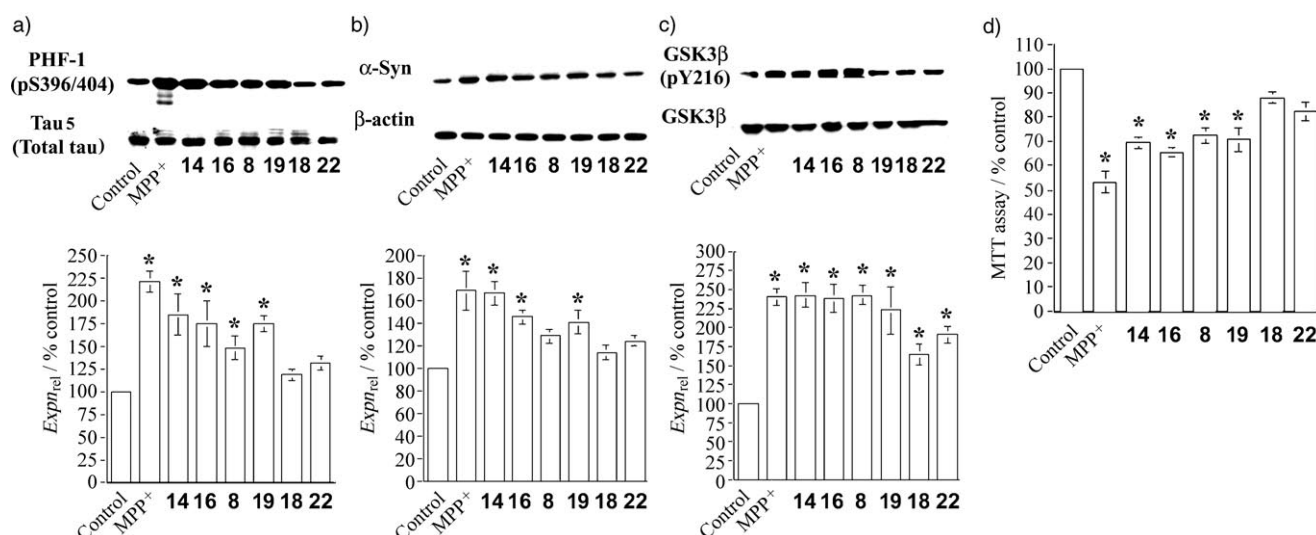 a)
PHF-1
(pS396/404)
Tau 5
(Total tau)
Control MPP⁺ 14 16 8 19 18 22
Expn_rel / % control
250
225
200
175
150
125
100
75
50
25
0
* * * * *
Control MPP⁺ 14 16 8 19 18 22
b)
α-Syn
β-actin
Control MPP⁺ 14 16 8 19 18 22
Expn_rel / % control
200
180
160
140
120
100
80
60
40
20
0
* * * *
Control MPP⁺ 14 16 8 19 18 22
c)
GSK3β
(pY216)
GSK3β
Control MPP⁺ 14 16 8 19 18 22
Expn_rel / % control
300
250
225
200
175
150
100
100
75
50
25
0
* * * * * * *
Control MPP⁺ 14 16 8 19 18 22
d)
MTT assay / % control
110
100
90
80
70
60
50
40
30
20
10
0
* * * * *
Control MPP⁺ 14 16 8 19 18 22